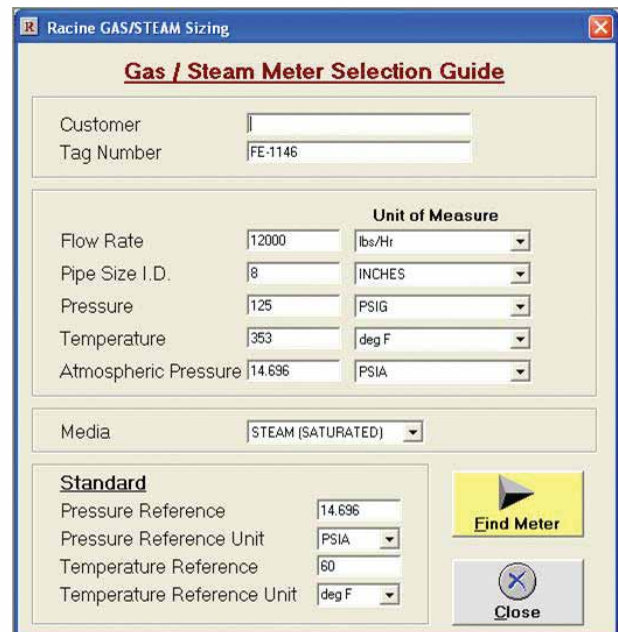 R Racine GAS/STEAM Sizing
Gas / Steam Meter Selection Guide
Customer
Tag Number FE-1146
Unit of Measure
Flow Rate 12000 lbs/Hr
Pipe Size I.D. 8 INCHES
Pressure 125 PSIG
Temperature 353 deg F
Atmospheric Pressure 14.696 PSIA
Media STEAM (SATURATED)
Standard
Pressure Reference 14.696
Pressure Reference Unit PSIA
Temperature Reference 60
Temperature Reference Unit deg F
Find Meter
Close